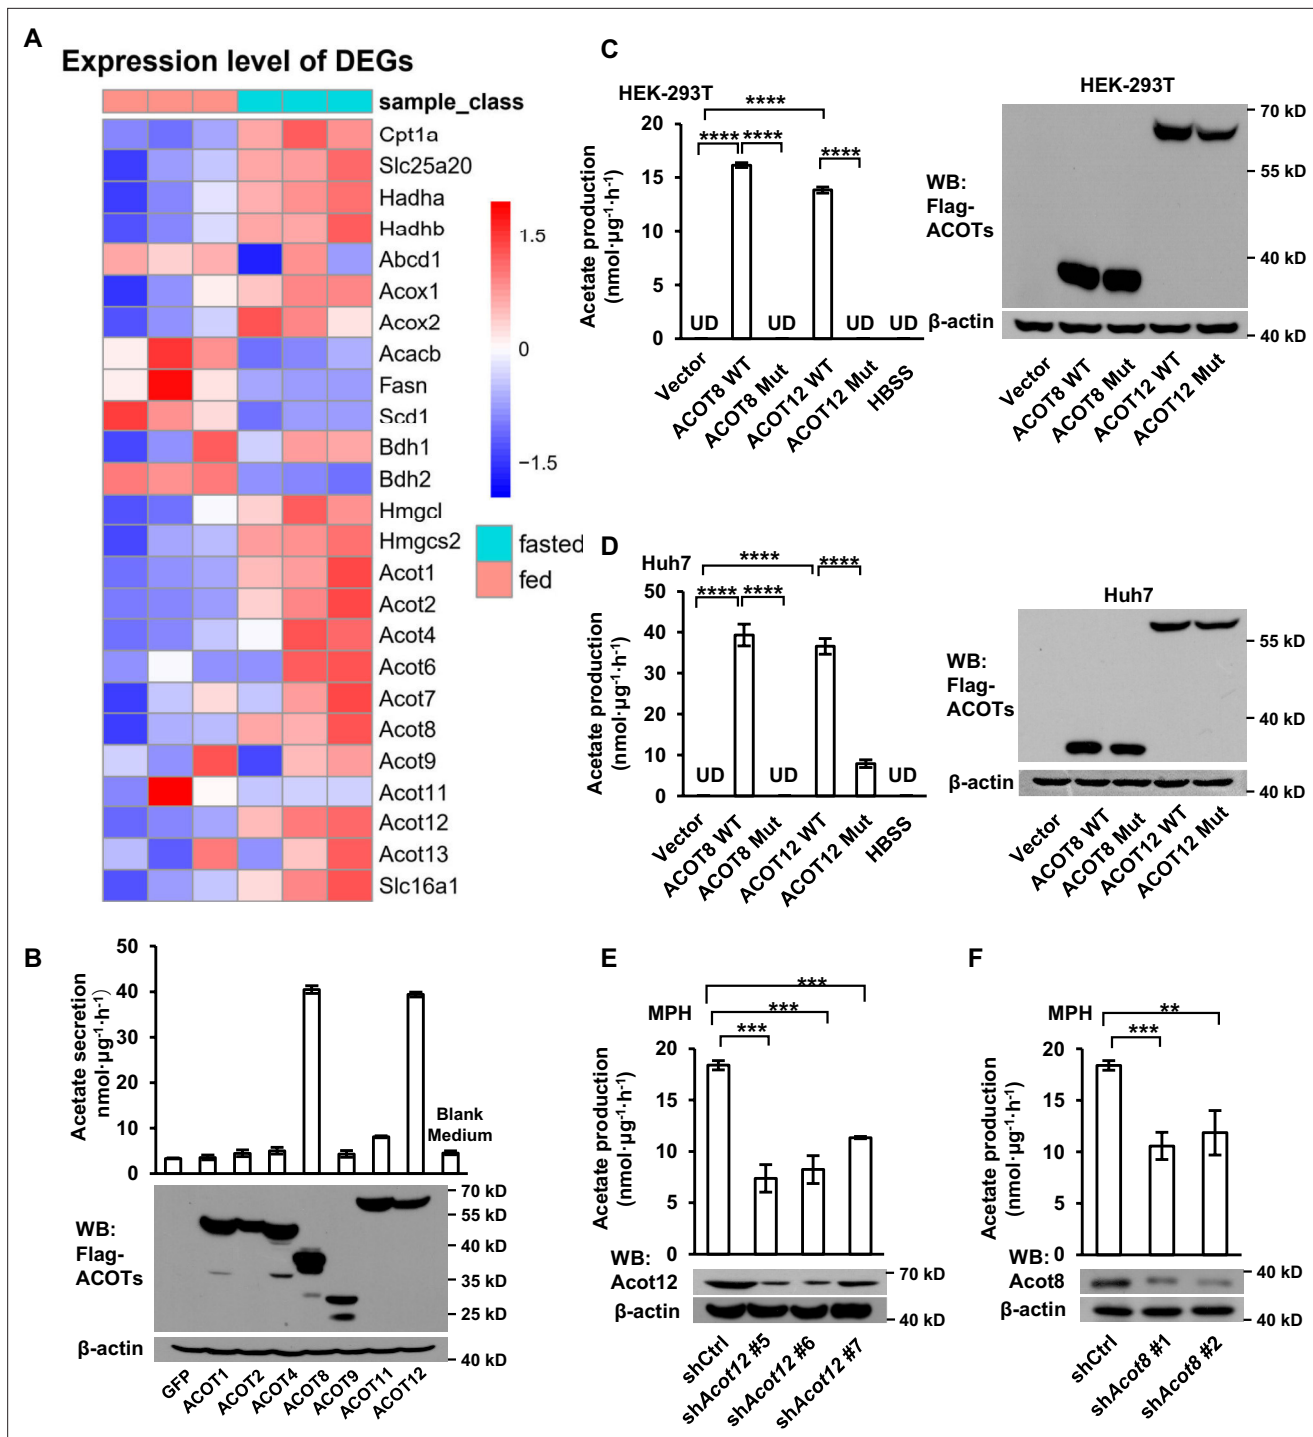 A
Expression level of DEGs
sample_class
Cpt1a
Slc25a20
Hadha
Hadhb
Abcd1
Acox1
Acox2
Acacb
Fasn
Scd1
Bdh1
Bdh2
Hmgcl
Hmgcs2
Acot1
Acot2
Acot4
Acot6
Acot7
Acot8
Acot9
Acot11
Acot12
Acot13
Slc16a1
1.5
0
−1.5
fasted
fed
B
Acetate secretion
nmol·µg⁻¹·h⁻¹)
50
40
30
20
10
0
Blank
Medium
WB:
Flag-
ACOTs
70 kD
55 kD
40 kD
35 kD
25 kD
β-actin
40 kD
GFP
ACOT1
ACOT2
ACOT4
ACOT8
ACOT9
ACOT11
ACOT12
C
HEK-293T
Acetate production
(nmol·µg⁻¹·h⁻¹)
20
15
10
5
0
****
**** ****
****
UD UD UD UD
Vector
ACOT8 WT
ACOT8 Mut
ACOT12 WT
ACOT12 Mut
HBSS
HEK-293T
WB:
Flag-
ACOTs
70 kD
55 kD
40 kD
β-actin
40 kD
Vector
ACOT8 WT
ACOT8 Mut
ACOT12 WT
ACOT12 Mut
D
Huh7
Acetate production
(nmol·µg⁻¹·h⁻¹)
50
40
30
20
10
0
**** ****
**** ****
UD UD UD
Vector
ACOT8 WT
ACOT8 Mut
ACOT12 WT
ACOT12 Mut
HBSS
Huh7
WB:
Flag-
ACOTs
55 kD
40 kD
β-actin
40 kD
Vector
ACOT8 WT
ACOT8 Mut
ACOT12 WT
ACOT12 Mut
E
MPH
Acetate production
(nmol·µg⁻¹·h⁻¹)
20
15
10
5
0
***
***
***
WB:
Acot12
70 kD
β-actin
40 kD
shCtrl
shAcot12 #5
shAcot12 #6
shAcot12 #7
F
MPH
Acetate production
(nmol·µg⁻¹·h⁻¹)
20
15
10
5
0
**
***
WB:
Acot8
40 kD
β-actin
40 kD
shCtrl
shAcot8 #1
shAcot8 #2